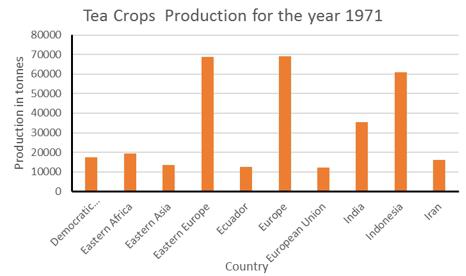 Tea Crops Production for the year 1971
Production in tonnes
80000
70000
60000
50000
40000
30000
20000
10000
0
Democratic...
Eastern Africa
Eastern Asia
Eastern Europe
Ecuador
Europe
European Union
India
Indonesia
Iran
Country